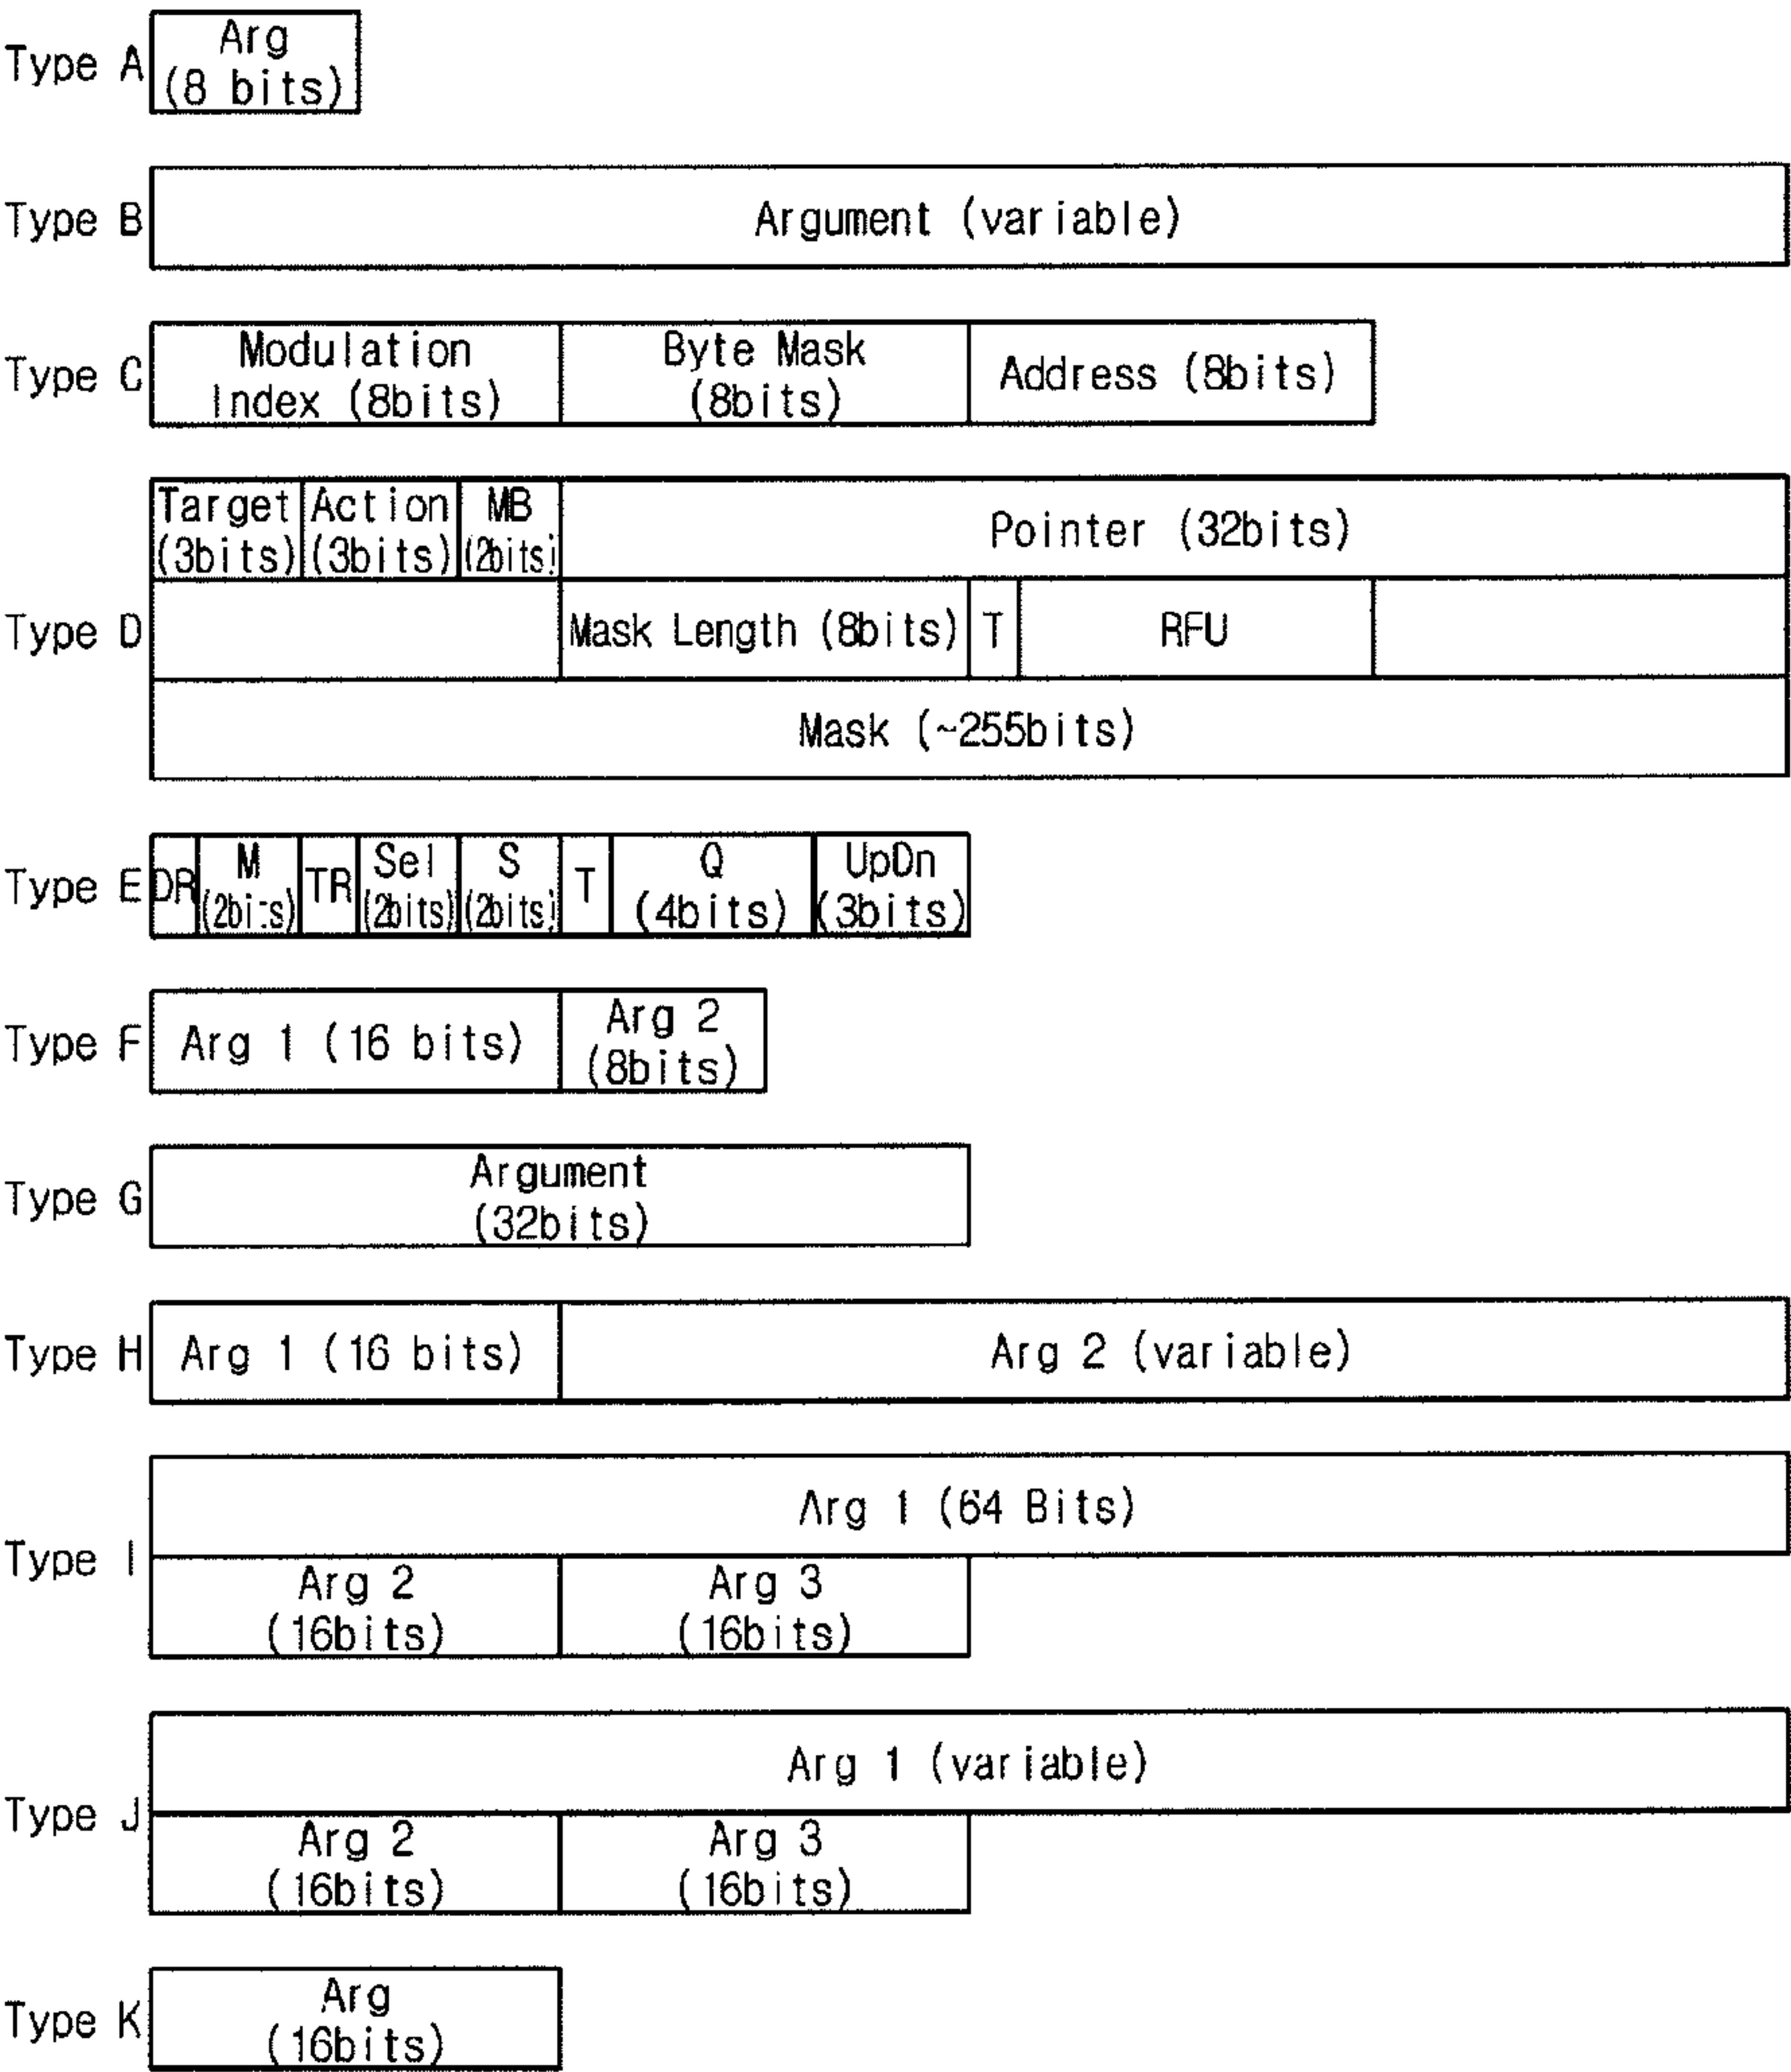 Type A
Arg
(8 bits)
Type B
Argument (variable)
Type C
Modulation
Index (8bits)
Byte Mask
(8bits)
Address (8bits)
Type D
Target
(3bits)
Action
(3bits)
MB
(2bits)
Pointer (32bits)
Mask Length (8bits)
T
RFU
Mask (~255bits)
Type E
DR
M
(2bits)
TR
Sel
(2bits)
S
(2bits)
T
Q
(4bits)
UpDn
(3bits)
Type F
Arg 1 (16 bits)
Arg 2
(8bits)
Type G
Argument
(32bits)
Type H
Arg 1 (16 bits)
Arg 2 (variable)
Type I
Arg 1 (64 Bits)
Arg 2
(16bits)
Arg 3
(16bits)
Type J
Arg 1 (variable)
Arg 2
(16bits)
Arg 3
(16bits)
Type K
Arg
(16bits)